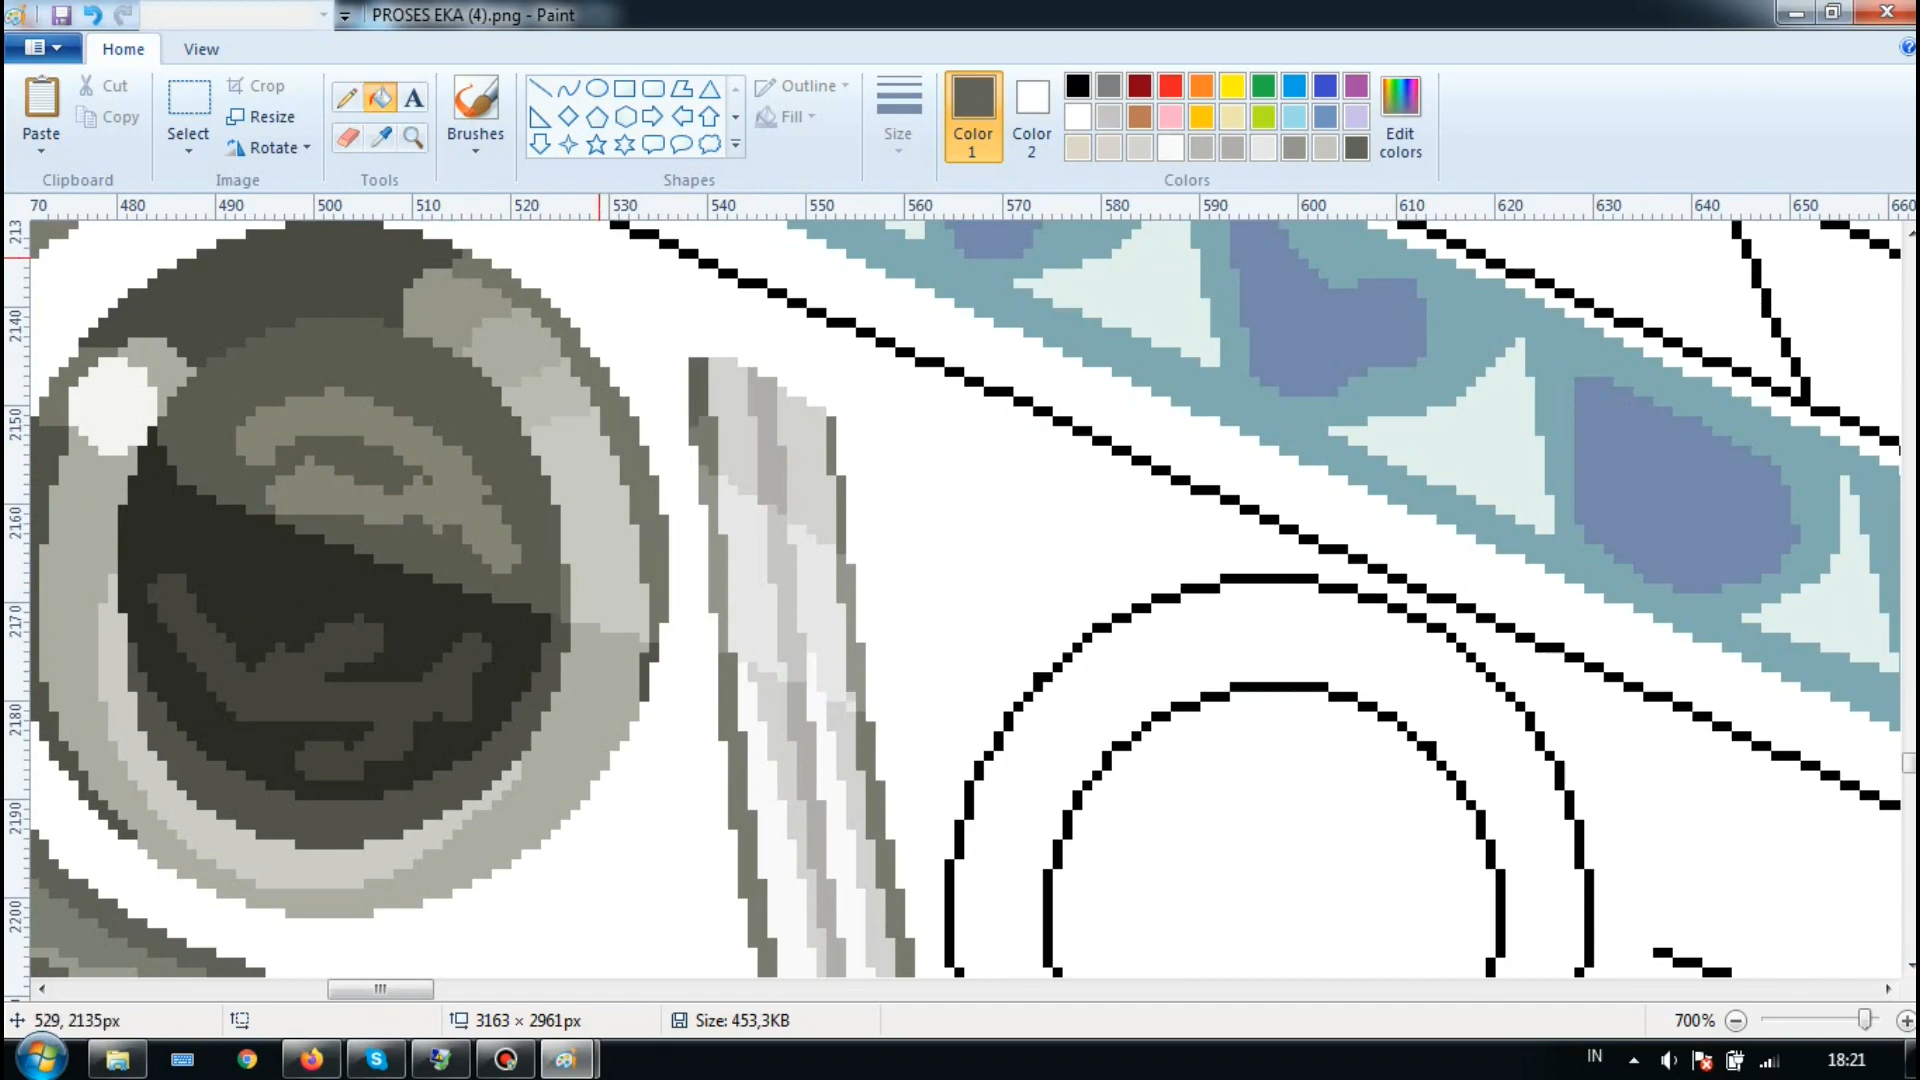 PROSES EKA (4).png - Paint
Home
View
Paste
Cut
Copy
Clipboard
Select
Crop
Resize
Rotate
Image
A
Tools
Brushes
Shapes
Outline
Fill
Size
Color 1
Color 2
Edit colors
Colors
70 480 490 500 510 520 530 540 550 560 570 580 590 600 610 620 630 640 650 660
213
2140
2150
2160
2170
2180
2190
2200
529, 2135px
3163 × 2961px
Size: 453,3KB
700%
IN
18:21